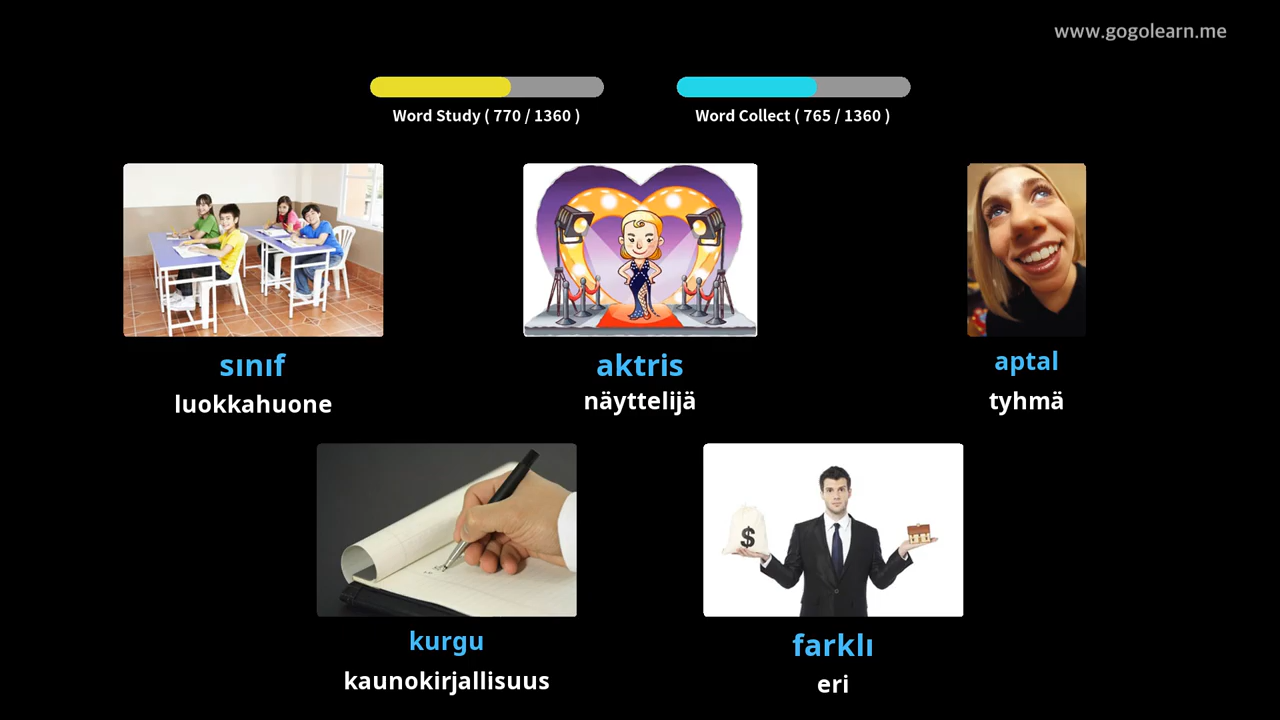 www.gogolearn.me
Word Study ( 770 / 1360 )
Word Collect ( 765 / 1360 )
sınıf
luokkahuone
aktris
näyttelijä
aptal
tyhmä
$
kurgu
kaunokirjallisuus
farklı
eri